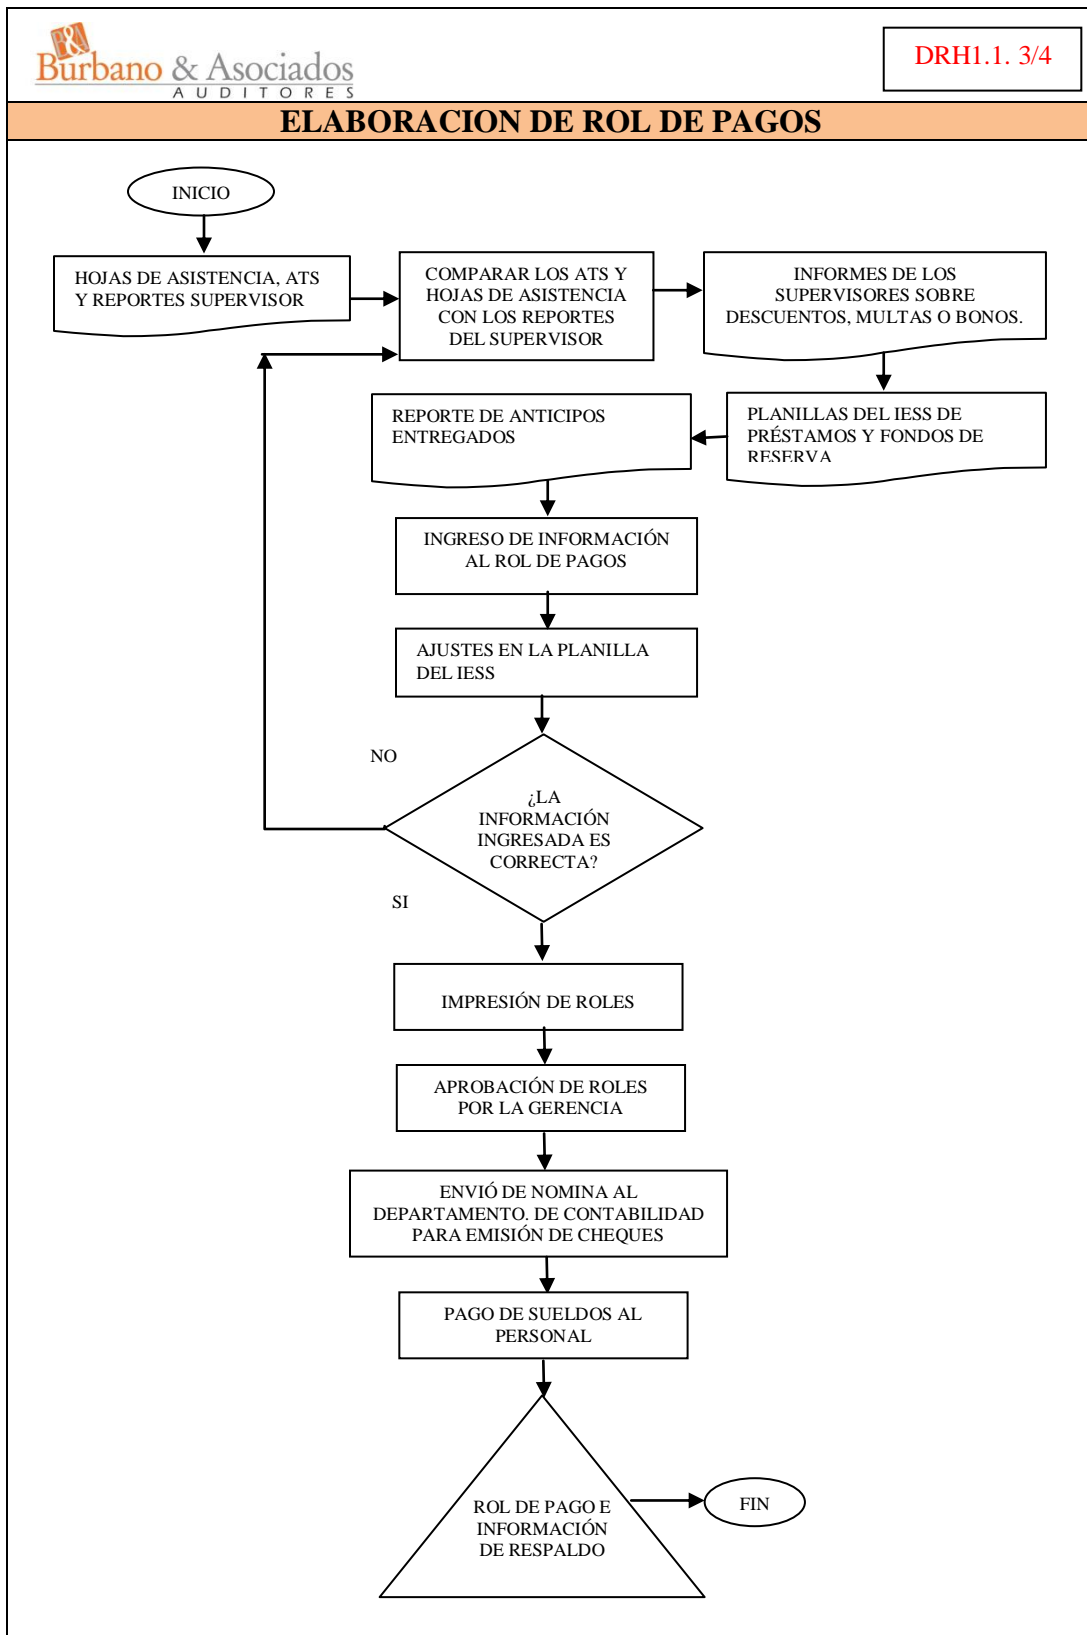 Burbano & Asociados
AUDITORES
DRH1.1. 3/4
ELABORACION DE ROL DE PAGOS
INICIO
HOJAS DE ASISTENCIA, ATS
Y REPORTES SUPERVISOR
COMPARAR LOS ATS Y
HOJAS DE ASISTENCIA
CON LOS REPORTES
DEL SUPERVISOR
INFORMES DE LOS
SUPERVISORES SOBRE
DESCUENTOS, MULTAS O BONOS.
PLANILLAS DEL IESS DE
PRÉSTAMOS Y FONDOS DE
RESERVA
REPORTE DE ANTICIPOS
ENTREGADOS
INGRESO DE INFORMACIÓN
AL ROL DE PAGOS
AJUSTES EN LA PLANILLA
DEL IESS
NO
¿LA
INFORMACIÓN
INGRESADA ES
CORRECTA?
SI
IMPRESIÓN DE ROLES
APROBACIÓN DE ROLES
POR LA GERENCIA
ENVIÓ DE NOMINA AL
DEPARTAMENTO. DE CONTABILIDAD
PARA EMISIÓN DE CHEQUES
PAGO DE SUELDOS AL
PERSONAL
ROL DE PAGO E
INFORMACIÓN
DE RESPALDO
FIN